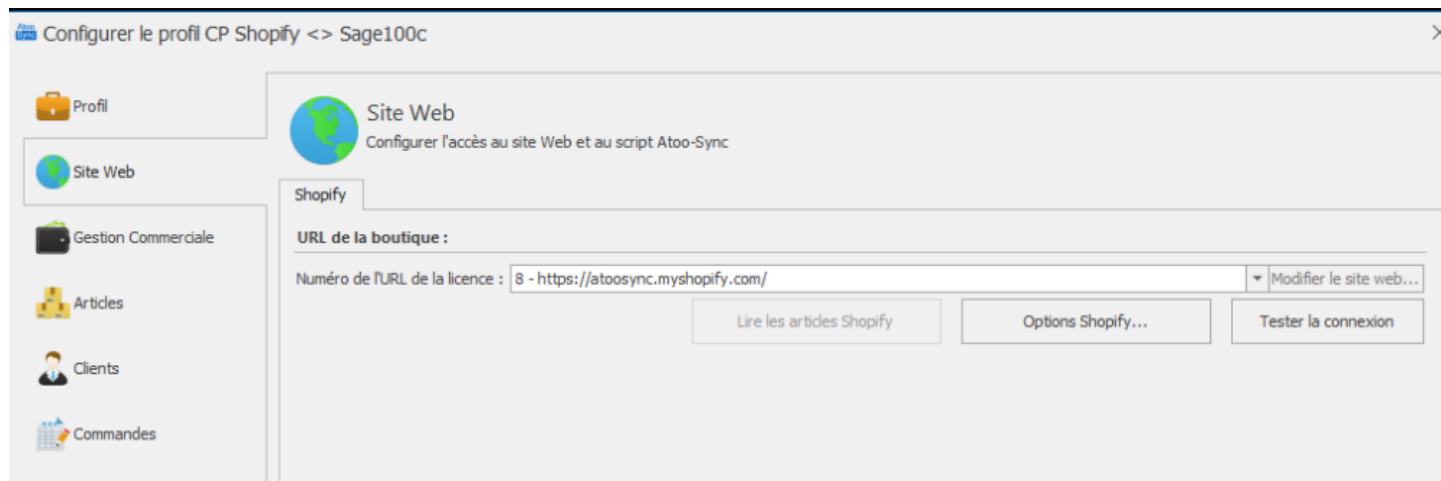 Atoo
Sync
Configurer le profil CP Shopify <> Sage100c
Profil
Site Web
Gestion Commerciale
Articles
Clients
Commandes
Site Web
Configurer l'accès au site Web et au script Atoo-Sync
Shopify
URL de la boutique :
Numéro de l'URL de la licence : 8 - https://atoosync.myshopify.com/ Modifier le site web...
Lire les articles Shopify Options Shopify... Tester la connexion